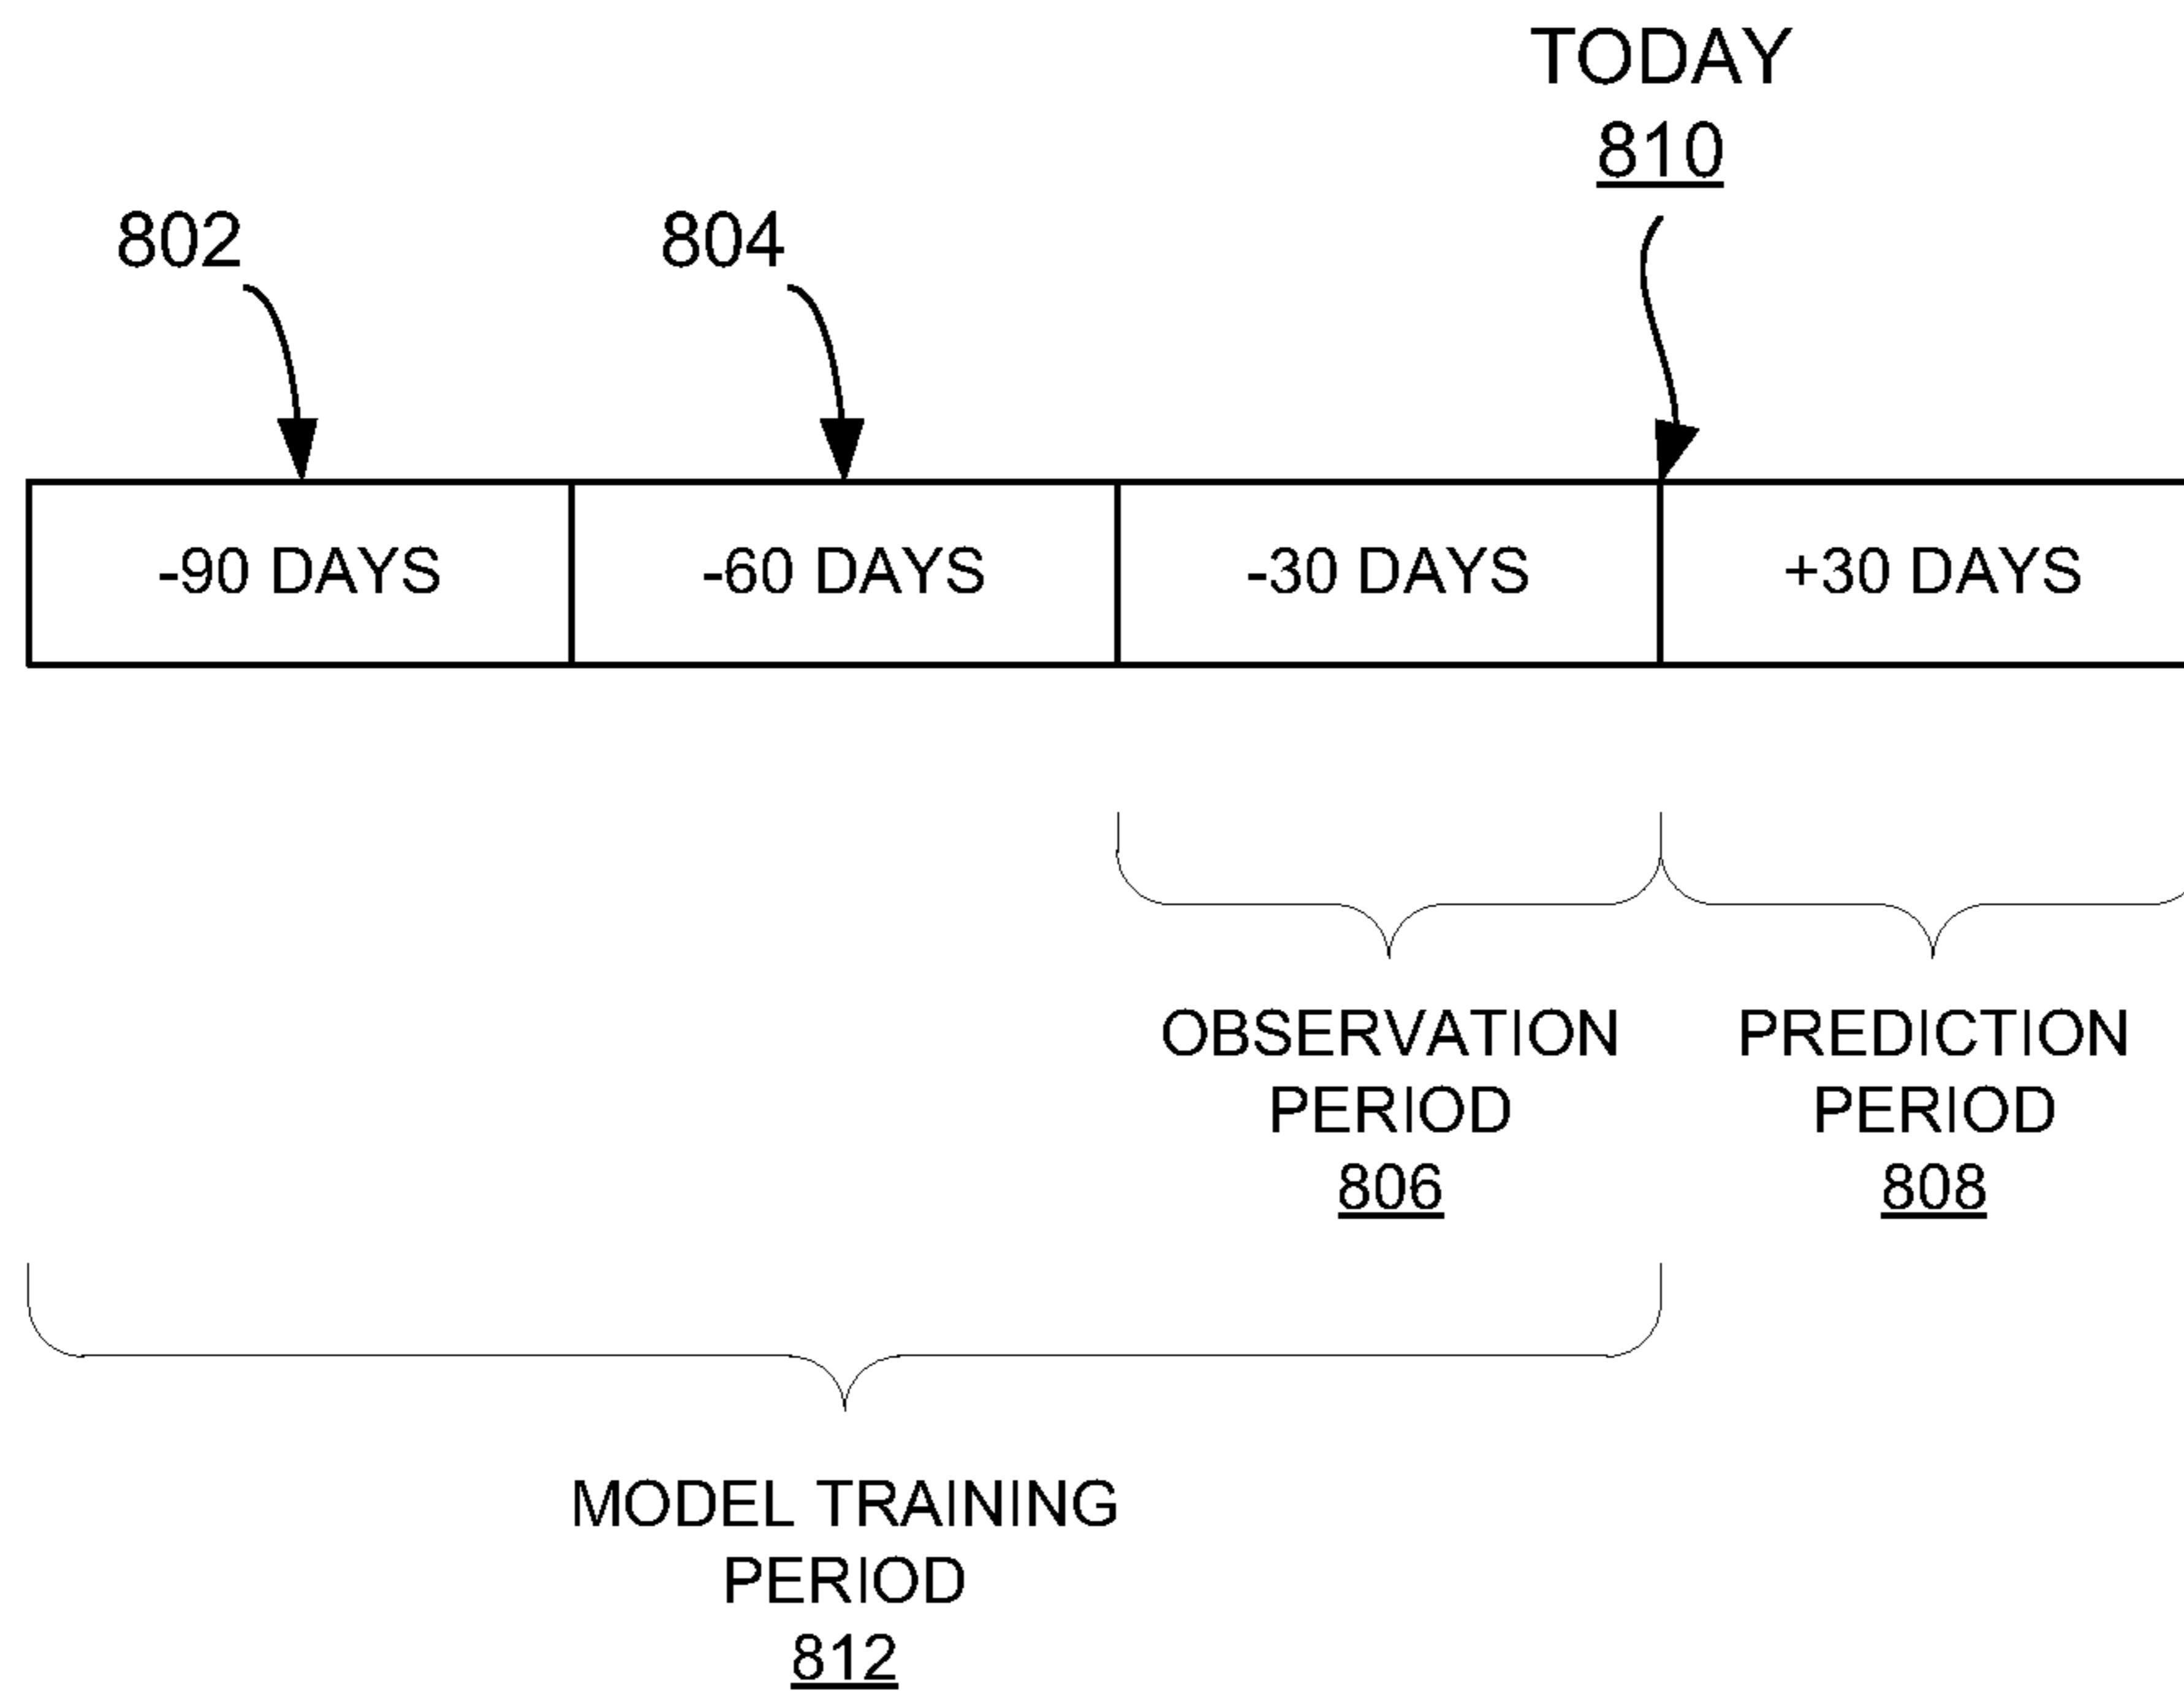 TODAY
810
802
804
-90 DAYS
-60 DAYS
-30 DAYS
+30 DAYS
OBSERVATION
PERIOD
806
PREDICTION
PERIOD
808
MODEL TRAINING
PERIOD
812